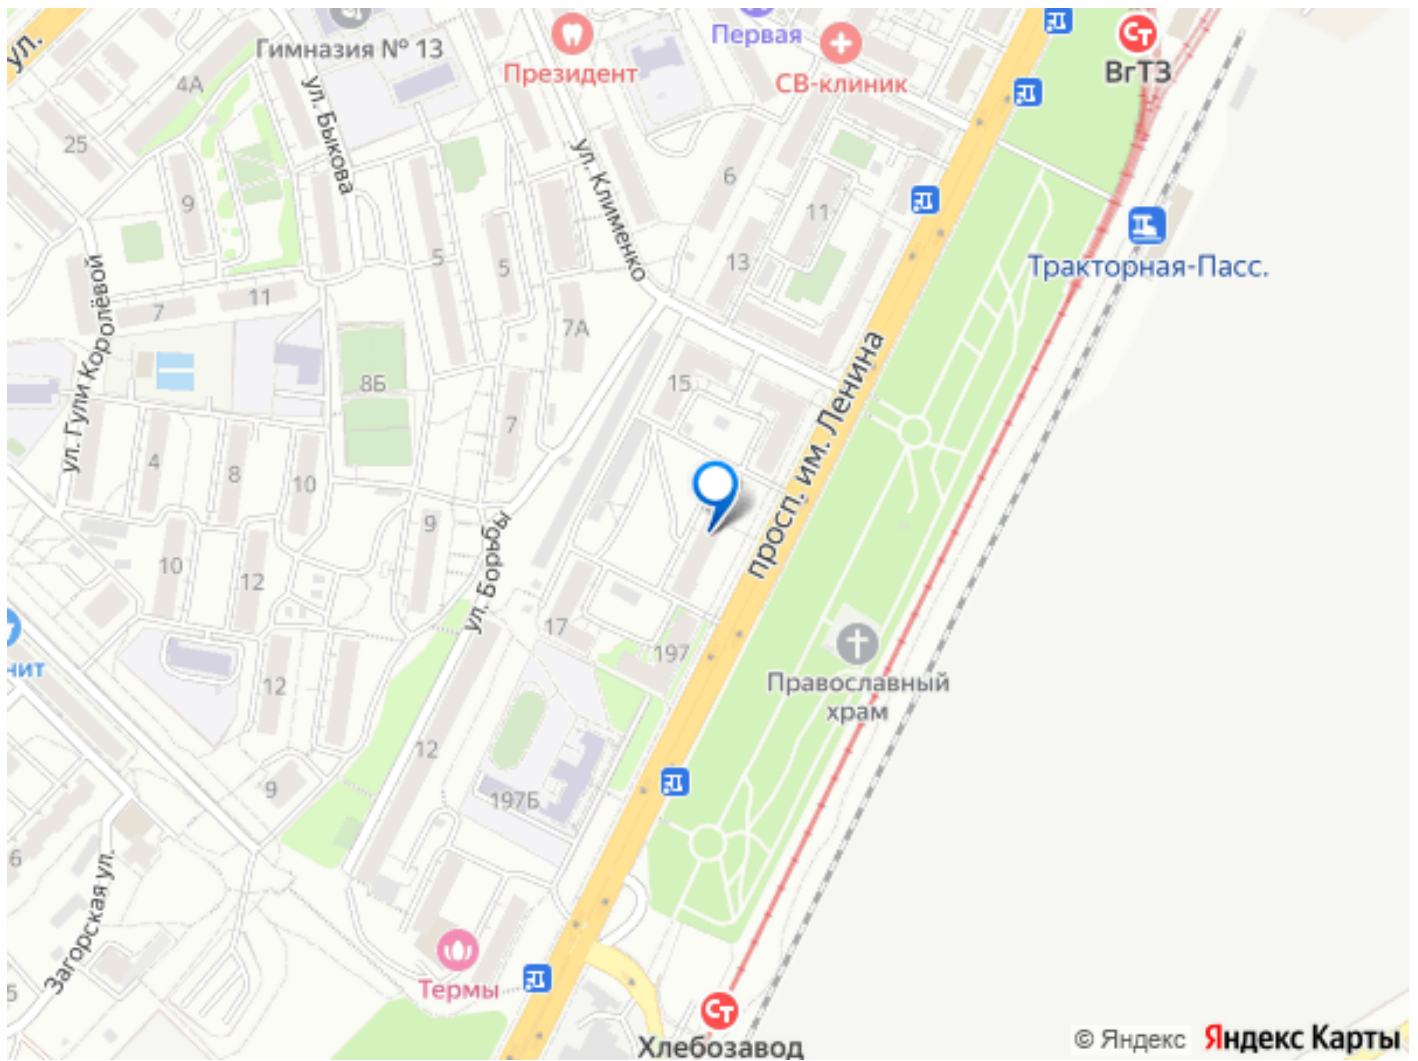 ул.
Гимназия № 13
Президент
Первая
СВ-клиник
ВгТЗ
4А
25
ул. Быкова
9
ул. Клименко
6
11
13
5
5
Тракторная-Пасс.
ул. Гули Королёвой
7
11
7А
8Б
15
просп. им. Ленина
7
4
8
10
9
ул. Борьбы
10
12
17
197
нит
12
Православный
храм
12
197Б
9
6
Загорская ул.
5
Термы
Хлебозавод
© Яндекс Яндекс Карты